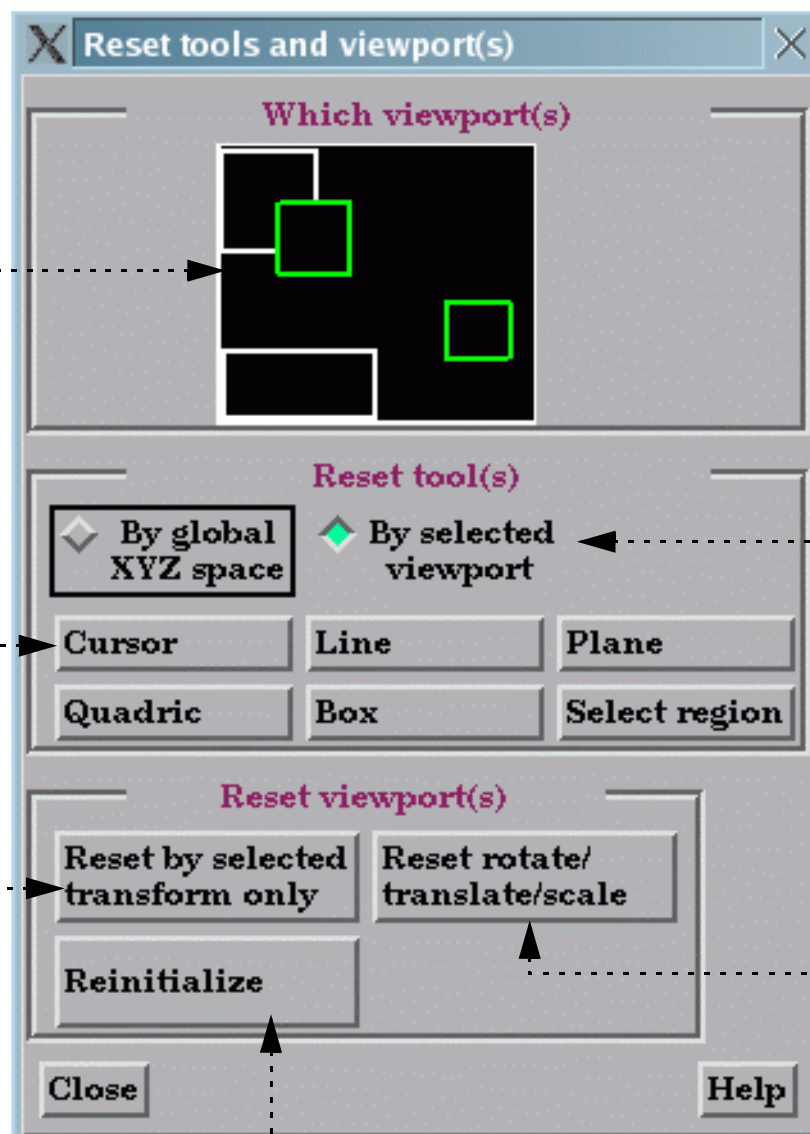 Reset tools and viewport(s)
Which viewport(s)
Reset tool(s)
By global
XYZ space
By selected
viewport
Cursor
Line
Plane
Quadric
Box
Select region
Reset viewport(s)
Reset by selected
transform only
Reset rotate/
translate/scale
Reinitialize
Close
Help